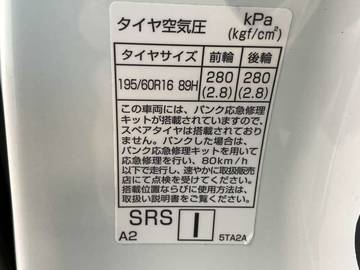 タイヤ空気圧 kPa
(kgf/cm²)
タイヤサイズ 前輪 後輪
195/60R16 89H 280 280
(2.8) (2.8)
この車両には、パンク応急修理
キットが搭載されていますので、
スペアタイヤは搭載されており
ません。パンクした場合は、
パンク応急修理キットを用いて
応急修理を行い、80km/h
以下で走行し、速やかに取扱販売
店にて点検を受けてください。
搭載位置ならびに使用方法は、
取扱い説明書をご覧ください。
SRS I
A2 5TA2A